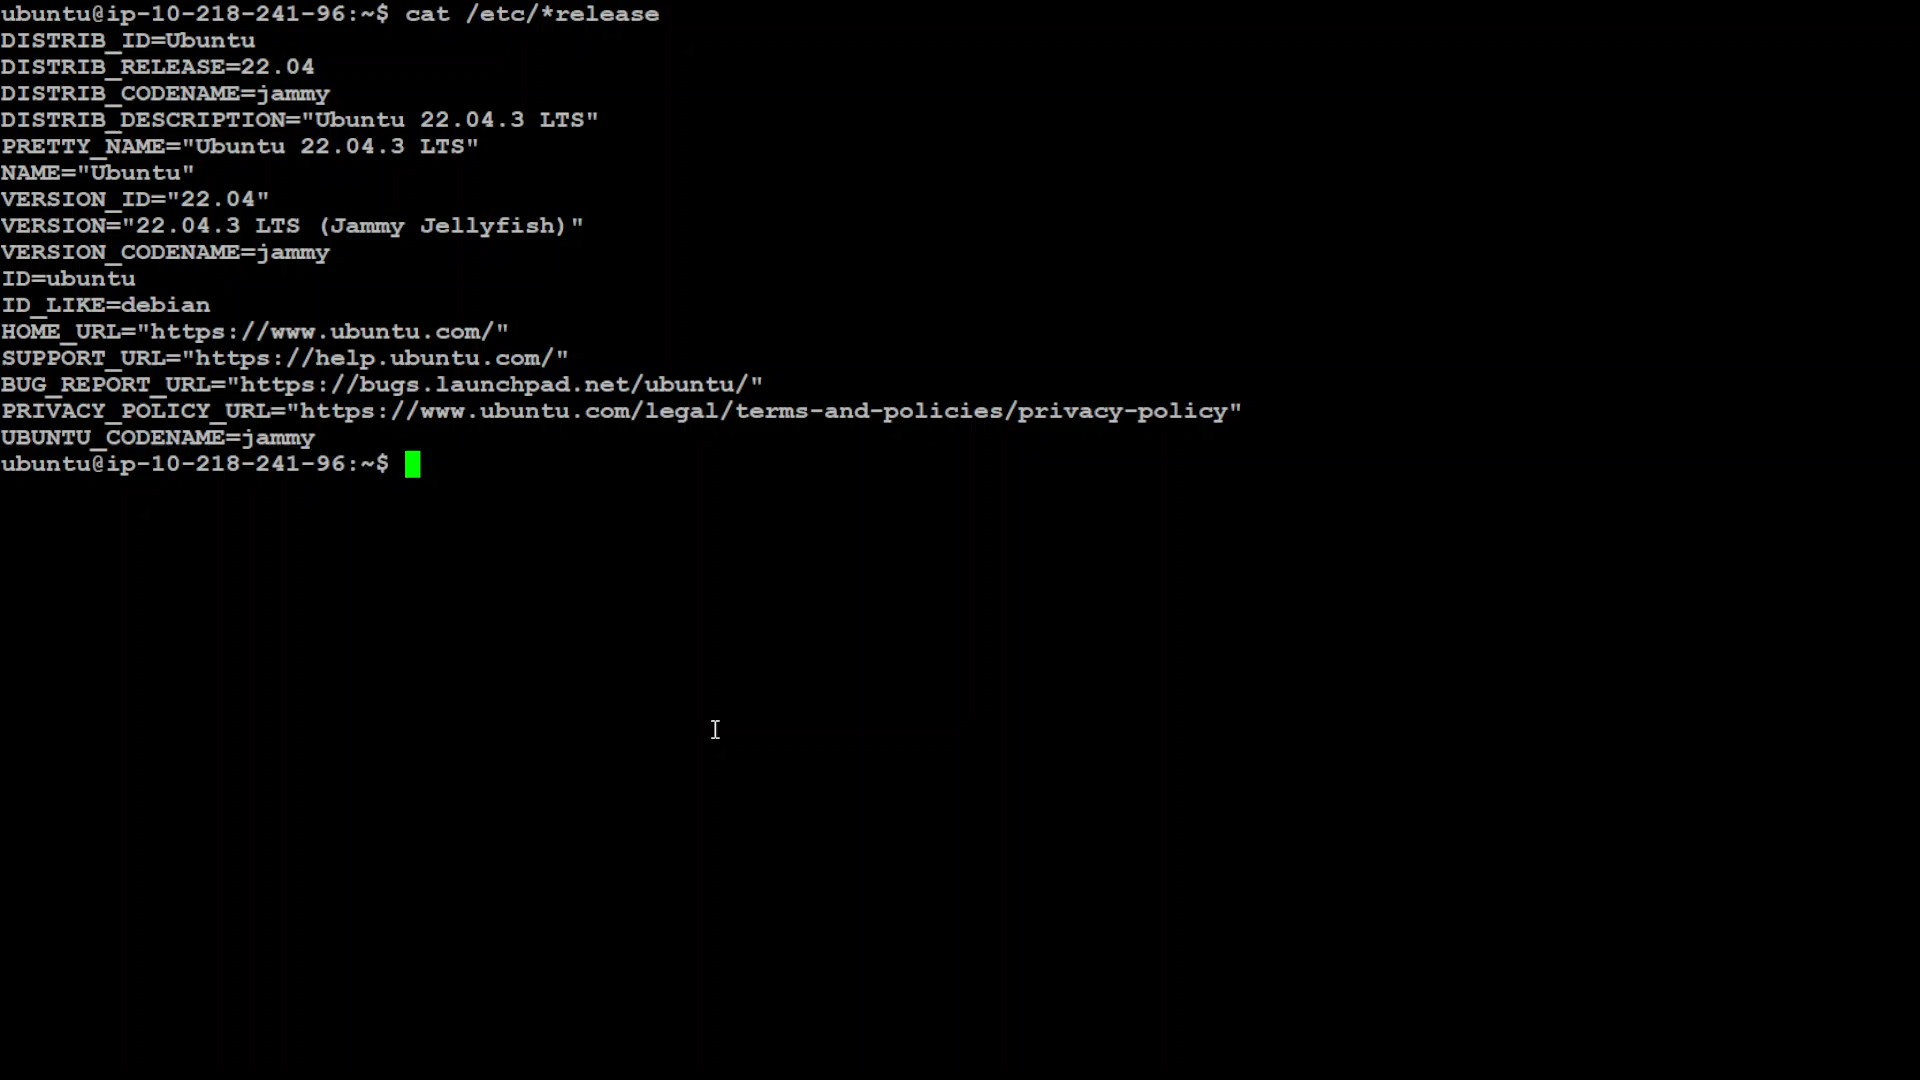 ubuntu@ip-10-218-241-96:~$ cat /etc/*release
DISTRIB_ID=Ubuntu
DISTRIB_RELEASE=22.04
DISTRIB_CODENAME=jammy
DISTRIB_DESCRIPTION="Ubuntu 22.04.3 LTS"
PRETTY_NAME="Ubuntu 22.04.3 LTS"
NAME="Ubuntu"
VERSION_ID="22.04"
VERSION="22.04.3 LTS (Jammy Jellyfish)"
VERSION_CODENAME=jammy
ID=ubuntu
ID_LIKE=debian
HOME_URL="https://www.ubuntu.com/"
SUPPORT_URL="https://help.ubuntu.com/"
BUG_REPORT_URL="https://bugs.launchpad.net/ubuntu/"
PRIVACY_POLICY_URL="https://www.ubuntu.com/legal/terms-and-policies/privacy-policy"
UBUNTU_CODENAME=jammy
ubuntu@ip-10-218-241-96:~$